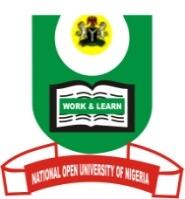 WORK & LEARN
NATIONAL OPEN UNIVERSITY OF NIGERIA